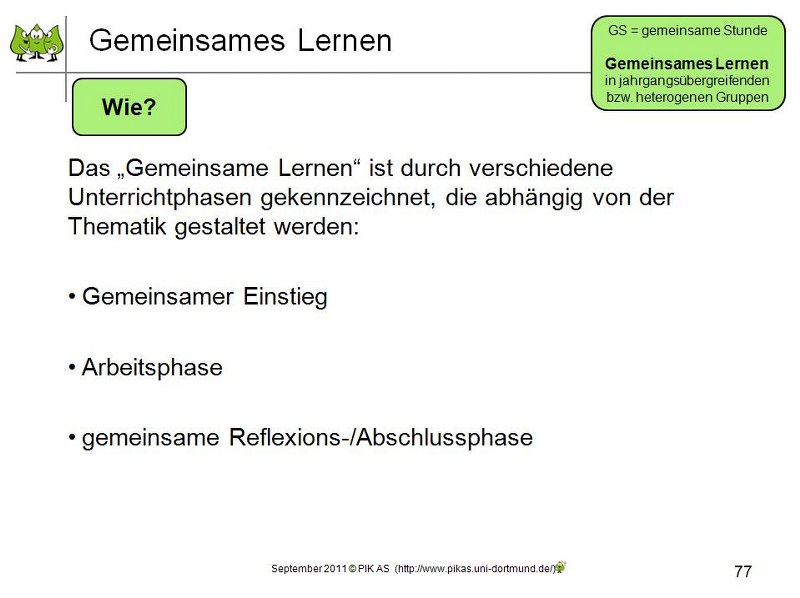 Gemeinsames Lernen
GS = gemeinsame Stunde
Gemeinsames Lernen
in jahrgangsübergreifenden
bzw. heterogenen Gruppen
Wie?
Das „Gemeinsame Lernen“ ist durch verschiedene
Unterrichtphasen gekennzeichnet, die abhängig von der
Thematik gestaltet werden:
• Gemeinsamer Einstieg
• Arbeitsphase
• gemeinsame Reflexions-/Abschlussphase
September 2011 © PIK AS (http://www.pikas.uni-dortmund.de/)
77